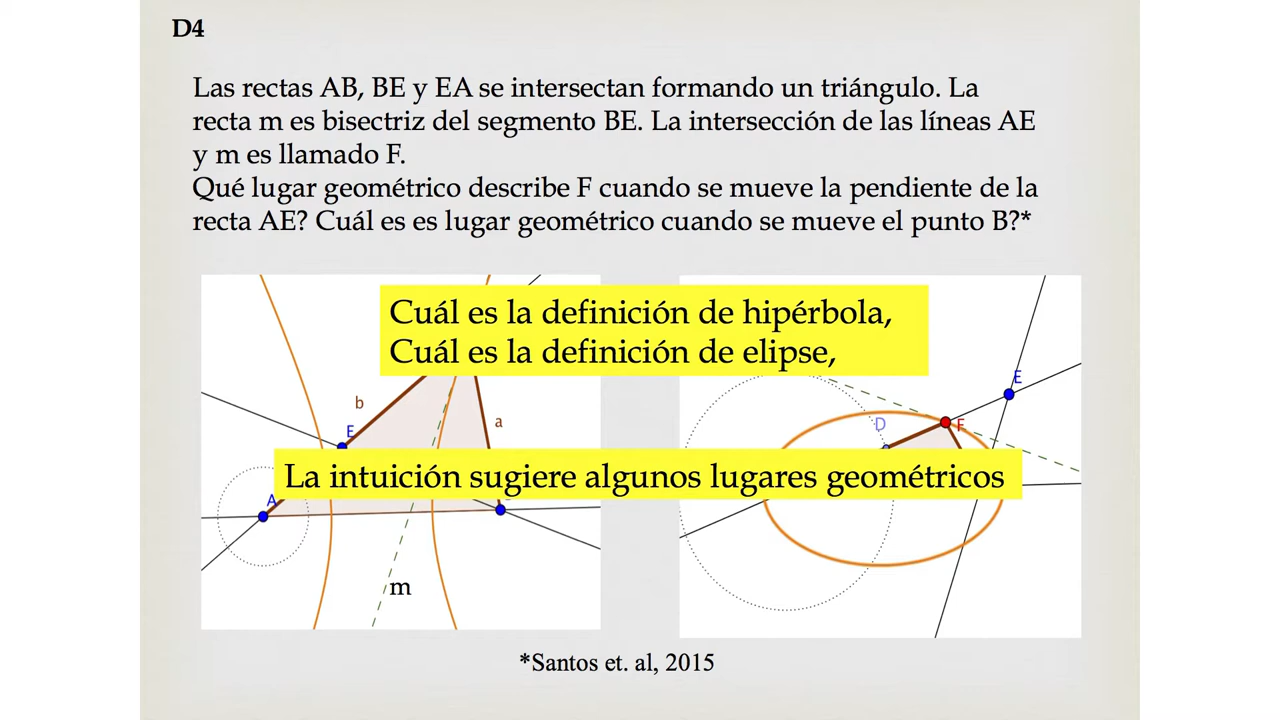 D4
Las rectas AB, BE y EA se intersectan formando un triángulo. La
recta m es bisectriz del segmento BE. La intersección de las líneas AE
y m es llamado F.
Qué lugar geométrico describe F cuando se mueve la pendiente de la
recta AE? Cuál es es lugar geométrico cuando se mueve el punto B?*
Cuál es la definición de hipérbola,
Cuál es la definición de elipse,
b
a
E
A
m
E
D
F
La intuición sugiere algunos lugares geométricos
*Santos et. al, 2015